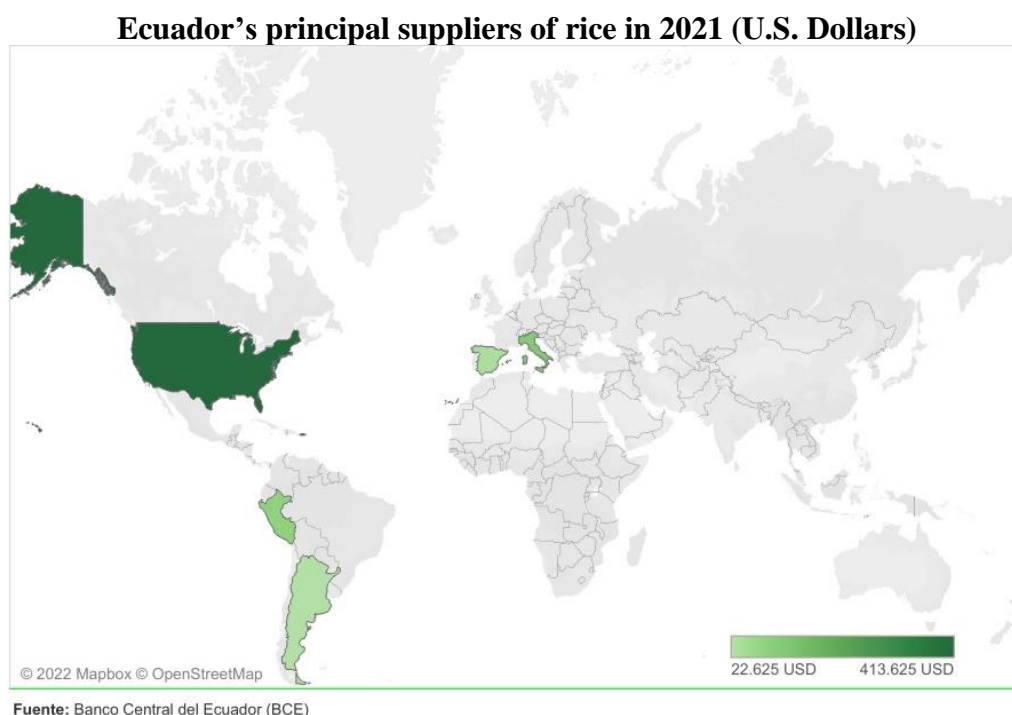 Ecuador’s principal suppliers of rice in 2021 (U.S. Dollars)
© 2022 Mapbox © OpenStreetMap
22.625 USD 413.625 USD
Fuente: Banco Central del Ecuador (BCE)